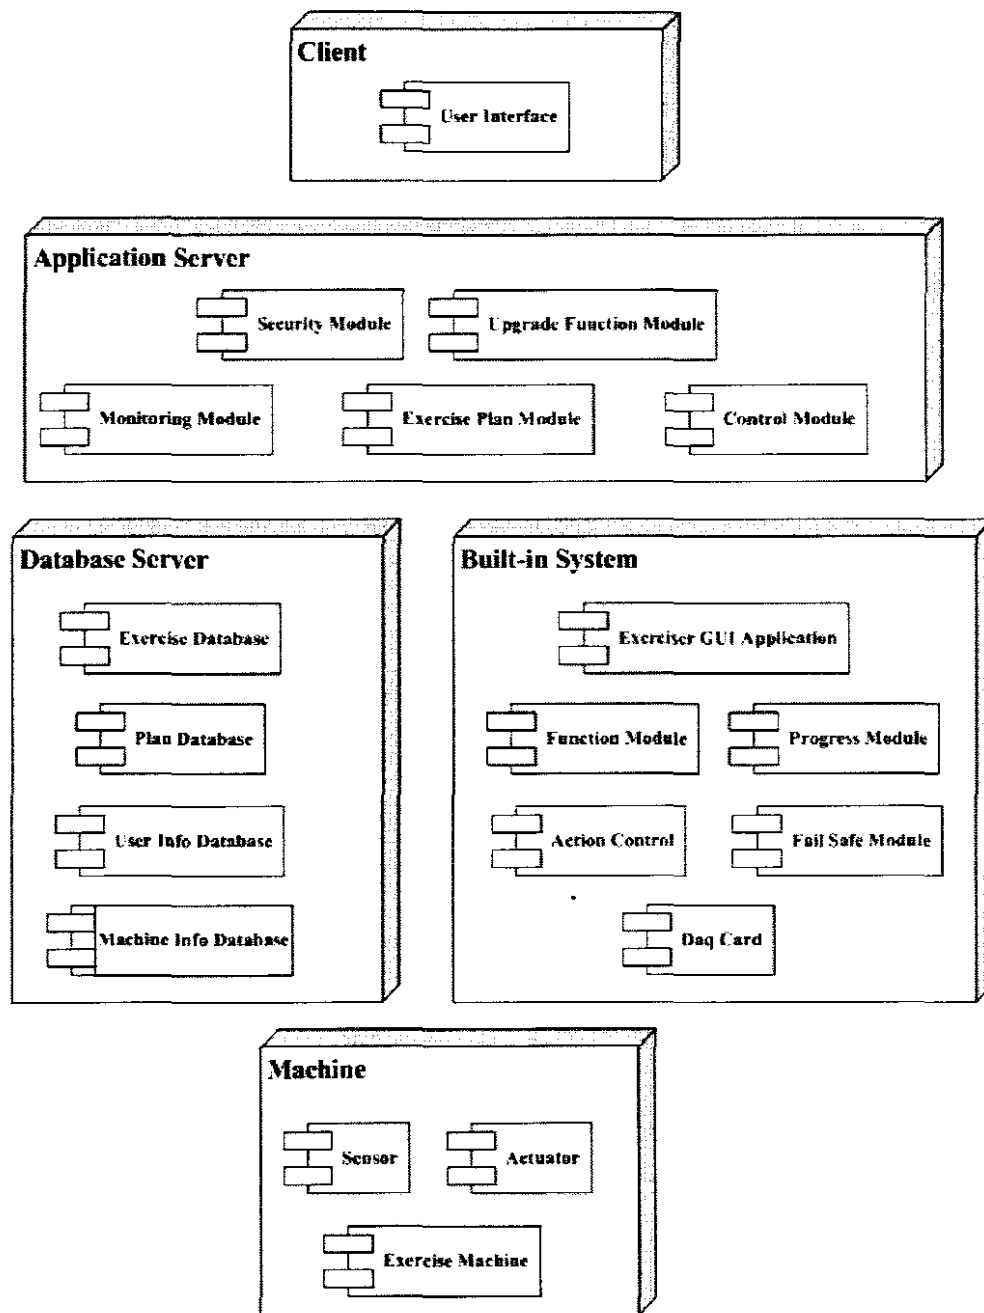 Client
User Interface
Application Server
Security Module
Upgrade Function Module
Monitoring Module
Exercise Plan Module
Control Module
Database Server
Exercise Database
Plan Database
User Info Database
Machine Info Database
Built-in System
Exerciser GUI Application
Function Module
Progress Module
Action Control
Fail Safe Module
Daq Card
Machine
Sensor
Actuator
Exercise Machine